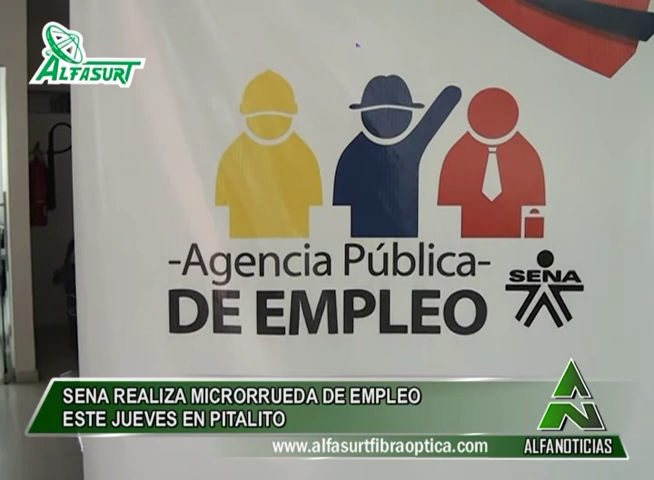 ALFASURT
-Agencia Pública-
DE EMPLEO
SENA
SENA REALIZA MICRORRUEDA DE EMPLEO
ESTE JUEVES EN PITALITO
www.alfasurtfibraoptica.com
ALFANOTICIAS